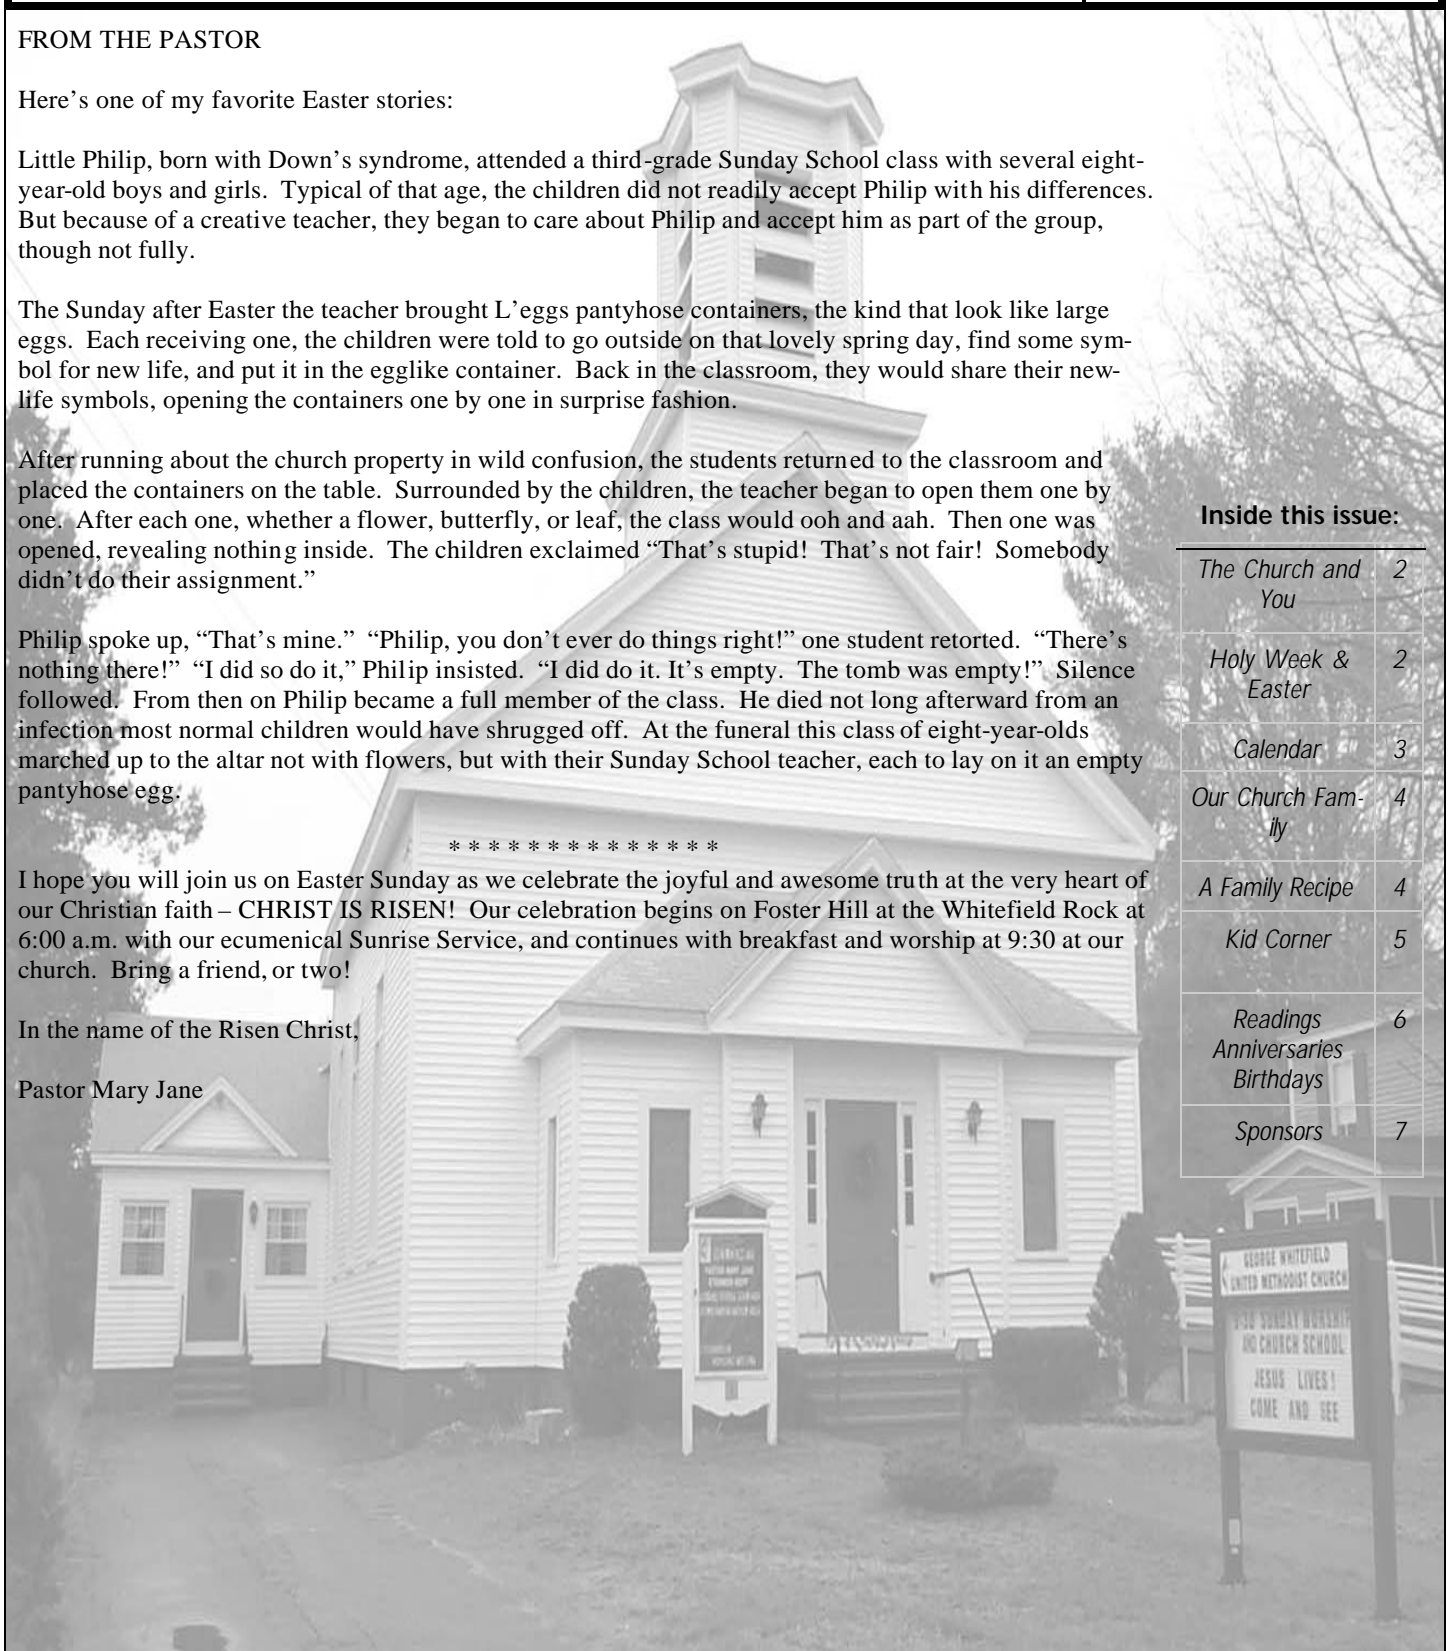 FROM THE PASTOR
Here's one of my favorite Easter stories:
Little Philip, born with Down's syndrome, attended a third-grade Sunday School class with several eight-
year-old boys and girls.  Typical of that age, the children did not readily accept Philip with his differences.
But because of a creative teacher, they began to care about Philip and accept him as part of the group,
though not fully.
The Sunday after Easter the teacher brought L'eggs pantyhose containers, the kind that look like large
eggs.  Each receiving one, the children were told to go outside on that lovely spring day, find some sym-
bol for new life, and put it in the egglike container.  Back in the classroom, they would share their new-
life symbols, opening the containers one by one in surprise fashion.
After running about the church property in wild confusion, the students returned to the classroom and
placed the containers on the table.  Surrounded by the children, the teacher began to open them one by
one.  After each one, whether a flower, butterfly, or leaf, the class would ooh and aah.  Then one was
opened, revealing nothing inside.  The children exclaimed “That's stupid!  That's not fair!  Somebody
didn't do their assignment.”
Philip spoke up, “That's mine.”  “Philip, you don't ever do things right!” one student retorted.  “There's
nothing there!”  “I did so do it,” Philip insisted.  “I did do it. It's empty.  The tomb was empty!”  Silence
followed.  From then on Philip became a full member of the class.  He died not long afterward from an
infection most normal children would have shrugged off.  At the funeral this class of eight-year-olds
marched up to the altar not with flowers, but with their Sunday School teacher, each to lay on it an empty
pantyhose egg.
* * * * * * * * * * * * * *
I hope you will join us on Easter Sunday as we celebrate the joyful and awesome truth at the very heart of
our Christian faith – CHRIST IS RISEN!  Our celebration begins on Foster Hill at the Whitefield Rock at
6:00 a.m. with our ecumenical Sunrise Service, and continues with breakfast and worship at 9:30 at our
church.  Bring a friend, or two!
In the name of the Risen Christ,
Pastor Mary Jane
Inside this issue:
The Church and 2
You
Holy Week & 2
Easter
Calendar 3
Our Church Fam- 4
ily
A Family Recipe 4
Kid Corner 5
Readings 6
Anniversaries
Birthdays
Sponsors 7
GEORGE WHITEFIELD
UNITED METHODIST CHURCH
9:30 SUNDAY WORSHIP
AND CHURCH SCHOOL
JESUS LIVES!
COME AND SEE